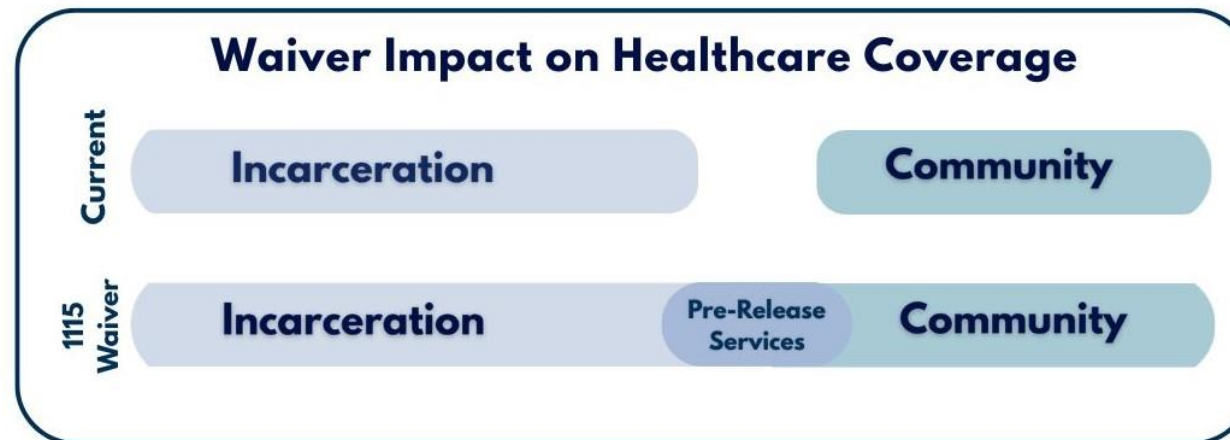 Waiver Impact on Healthcare Coverage
Current
Incarceration
Community
1115
Waiver
Incarceration
Pre-Release
Services
Community